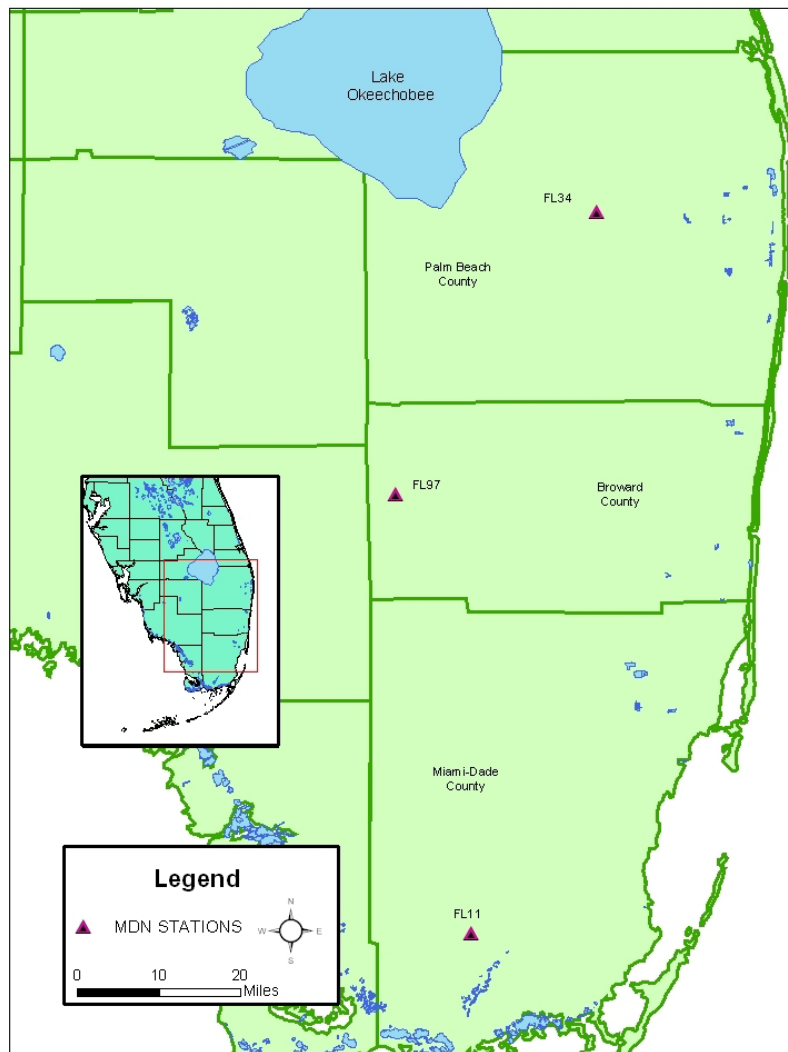 Lake
Okeechobee
FL34
Palm Beach
County
FL97
Broward
County
Miami-Dade
County
FL11
Legend
MDN STATIONS
N
W
E
S
0
10
20
Miles